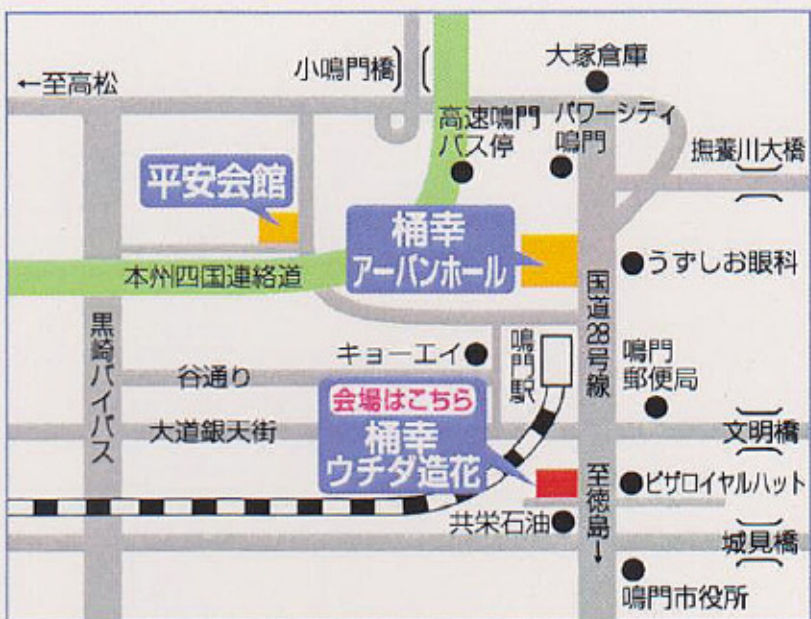 ←至高松
小鳴門橋
大塚倉庫
高速鳴門
バス停
パワーシティ
鳴門
撫養川大橋
平安会館
桶幸
アーバンホール
うずしお眼科
本州四国連絡道
国道28号線
黒崎バイパス
キョーエイ
鳴門駅
鳴門
郵便局
谷通り
会場はこちら
大道銀天街
桶幸
ウチダ造花
文明橋
至徳島→
ピザロイヤルハット
共栄石油
城見橋
鳴門市役所